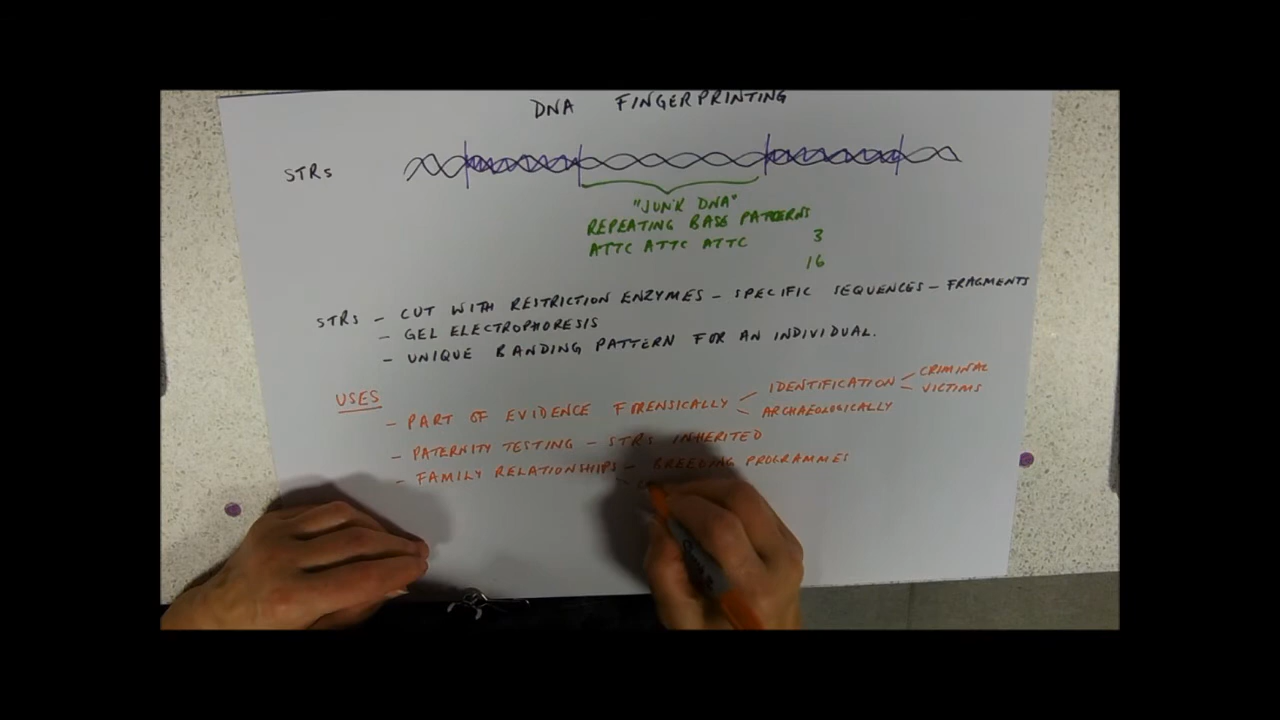 DNA FINGERPRINTING
STRs
"JUNK DNA"
REPEATING BASE PATTERNS
ATTC ATTC ATTC 3
16
STRs - CUT WITH RESTRICTION ENZYMES - SPECIFIC SEQUENCES - FRAGMENTS
- GEL ELECTROPHORESIS
- UNIQUE BANDING PATTERN FOR AN INDIVIDUAL.
USES
- PART OF EVIDENCE FORENSICALLY - IDENTIFICATION - CRIMINAL
- VICTIMS
- ARCHAEOLOGICALLY
- PATERNITY TESTING - STRs INHERITED
- FAMILY RELATIONSHIPS - BREEDING PROGRAMMES